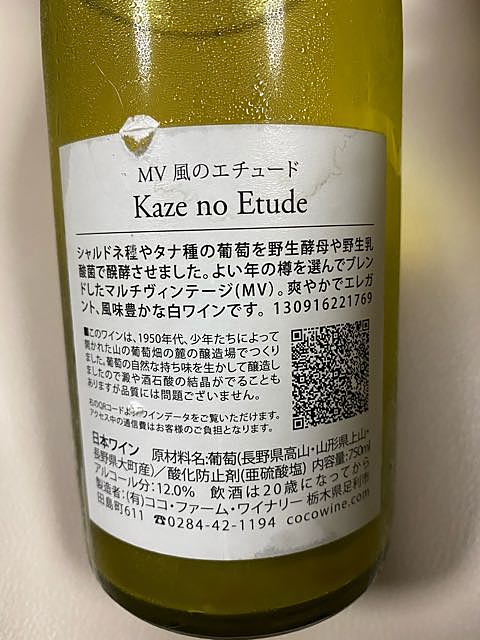 MV 風のエチュード
Kaze no Etude
シャルドネ種やタナ種の葡萄を野生酵母や野生乳
酸菌で醗酵させました。よい年の樽を選んでブレン
ドしたマルチヴィンテージ(MV)。爽やかでエレガ
ント、風味豊かな白ワインです。130916221769
■このワインは、1950年代、少年たちによって
開かれた山の葡萄畑の麓の醸造場でつくり
ました。葡萄の自然な持ち味を生かして醸造し
ましたので澱や酒石酸の結晶がでることも
ありますが品質には問題ございません。
右のQRコードよりワインデータをご覧いただけます。
アクセス中の通信費はお客様のご負担となります。
日本ワイン 原材料名:葡萄(長野県高山・山形県上山・
長野県大町産)/酸化防止剤(亜硫酸塩) 内容量:750ml
アルコール分:12.0% 飲酒は20歳になってから
製造者:(有)ココ・ファーム・ワイナリー 栃木県足利市
田島町611 ☎0284-42-1194 cocowine.com